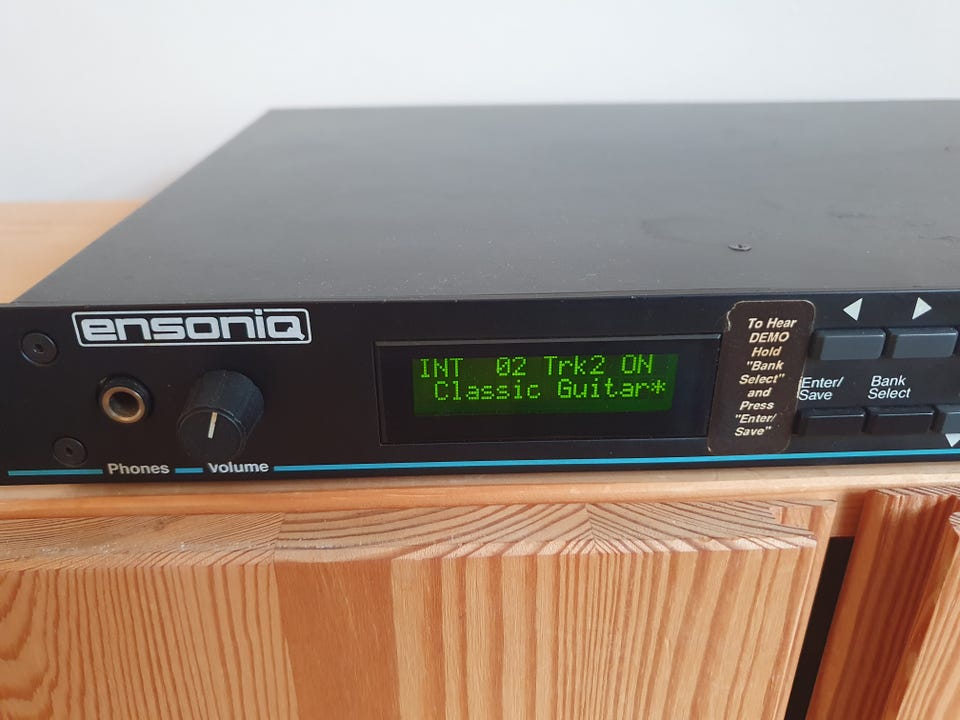 ensoniq
INT 02 Trk2 ON
Classic Guitar*
To Hear
DEMO
Hold
"Bank
Select"
and
Press
"Enter/
Save"
Enter/
Save
Bank
Select
Phones
Volume